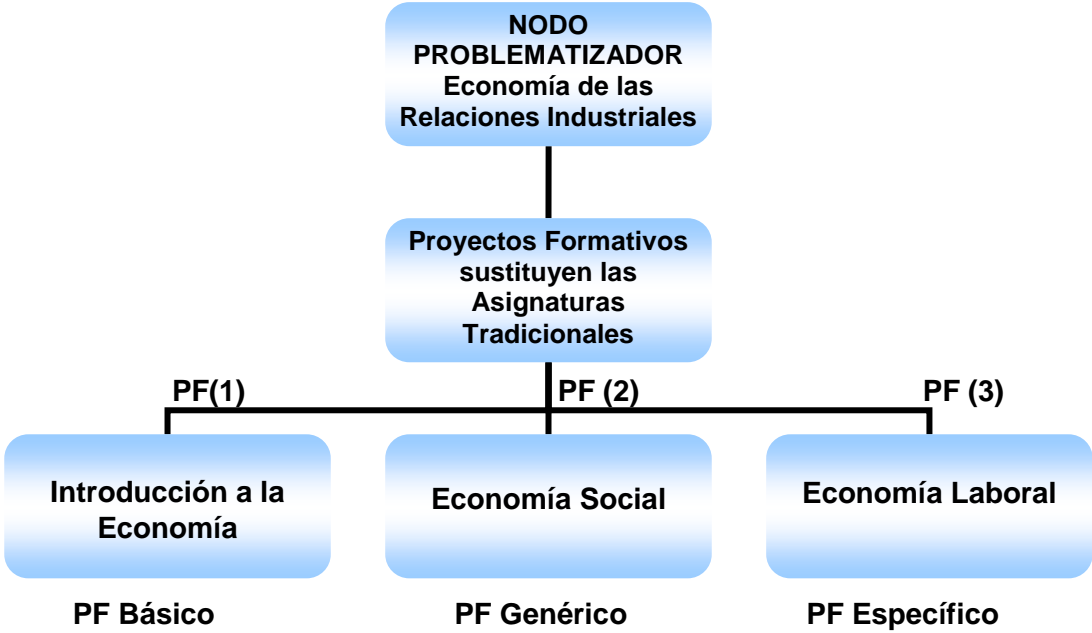 NODO
PROBLEMATIZADOR
Economía de las
Relaciones Industriales
Proyectos Formativos
sustituyen las
Asignaturas
Tradicionales
PF(1)
PF (2)
PF (3)
Introducción a la
Economía
Economía Social
Economía Laboral
PF Básico
PF Genérico
PF Específico